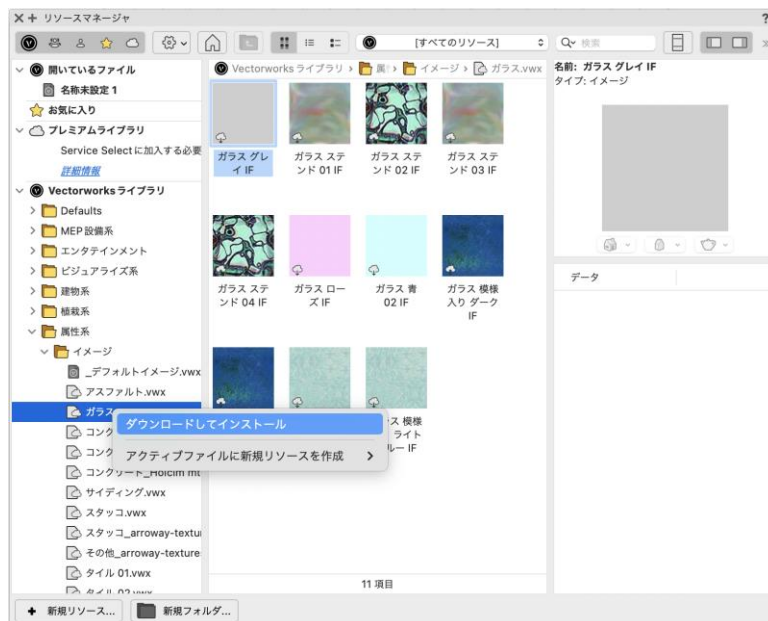 リソースマネージャ
?
[すべてのリソース]
検索
開いているファイル
名称未設定 1
お気に入り
プレミアムライブラリ
Service Selectに加入する必要
詳細情報
Vectorworks ライブラリ
Defaults
MEP 設備系
エンタテインメント
ビジュアライズ系
建物系
植栽系
属性系
イメージ
_デフォルトイメージ.vwx
アスファルト.vwx
ガラス
コンク
コンク
コンクリート_Holcim mt
サイディング.vwx
スタッコ.vwx
スタッコ_arroway-textu
その他_arroway-texture
タイル 01.vwx
タイル 02.vwx
ダウンロードしてインストール
アクティブファイルに新規リソースを作成
Vectorworks ライブラリ
属
イメージ
ガラス.vwx
ガラス グレ
イ IF
ガラス ステ
ンド 01 IF
ガラス ステ
ンド 02 IF
ガラス ステ
ンド 03 IF
ガラス ステ
ンド 04 IF
ガラス ロー
ズ IF
ガラス 青
02 IF
ガラス 模様
入り ダーク
IF
ス 模様
ライト
ルー IF
11 項目
名前: ガラス グレイ IF
タイプ: イメージ
データ
新規リソース...
新規フォルダ...